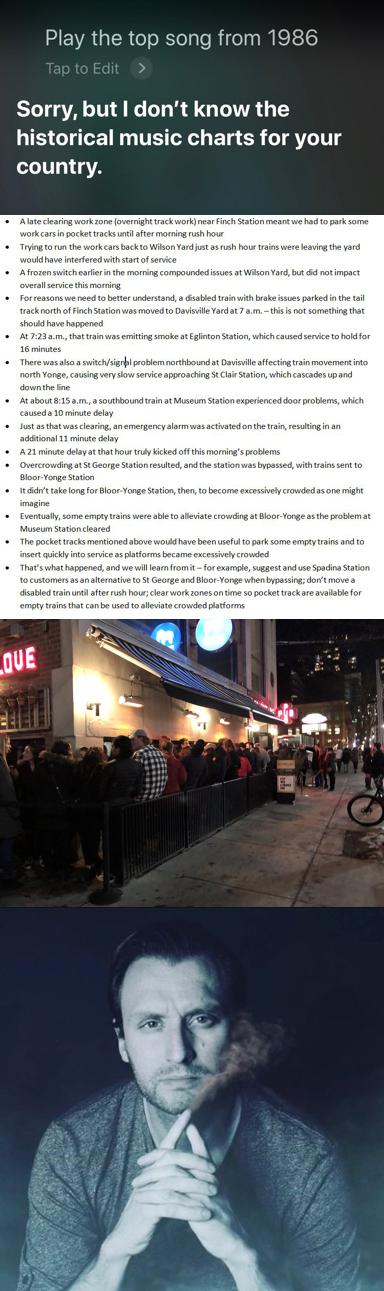 Play the top song from 1986
Tap to Edit
Sorry, but I don't know the
historical music charts for your
country.
• A late clearing work zone (overnight track work) near Finch Station meant we had to park some
work cars in pocket tracks until after morning rush hour
• Trying to run the work cars back to Wilson Yard just as rush hour trains were leaving the yard
would have interfered with start of service
• A frozen switch earlier in the morning compounded issues at Wilson Yard, but did not impact
overall service this morning
• For reasons we need to better understand, a disabled train with brake issues parked in the tail
track north of Finch Station was moved to Davisville Yard at 7 a.m. – this is not something that
should have happened
• At 7:23 a.m., that train was emitting smoke at Eglinton Station, which caused service to hold for
16 minutes
• There was also a switch/signal problem northbound at Davisville affecting train movement into
north Yonge, causing very slow service approaching St Clair Station, which cascades up and
down the line
• At about 8:15 a.m., a southbound train at Museum Station experienced door problems, which
caused a 10 minute delay
• Just as that was clearing, an emergency alarm was activated on the train, resulting in an
additional 11 minute delay
• A 21 minute delay at that hour truly kicked off this morning's problems
• Overcrowding at St George Station resulted, and the station was bypassed, with trains sent to
Bloor-Yonge Station
• It didn't take long for Bloor-Yonge Station, then, to become excessively crowded as one might
imagine
• Eventually, some empty trains were able to alleviate crowding at Bloor-Yonge as the problem at
Museum Station cleared
• The pocket tracks mentioned above would have been useful to park some empty trains and to
insert quickly into service as platforms became excessively crowded
• That's what happened, and we will learn from it – for example, suggest and use Spadina Station
to customers as an alternative to St George and Bloor-Yonge when bypassing; don't move a
disabled train until after rush hour; clear work zones on time so pocket track are available for
empty trains that can be used to alleviate crowded platforms
LOVE